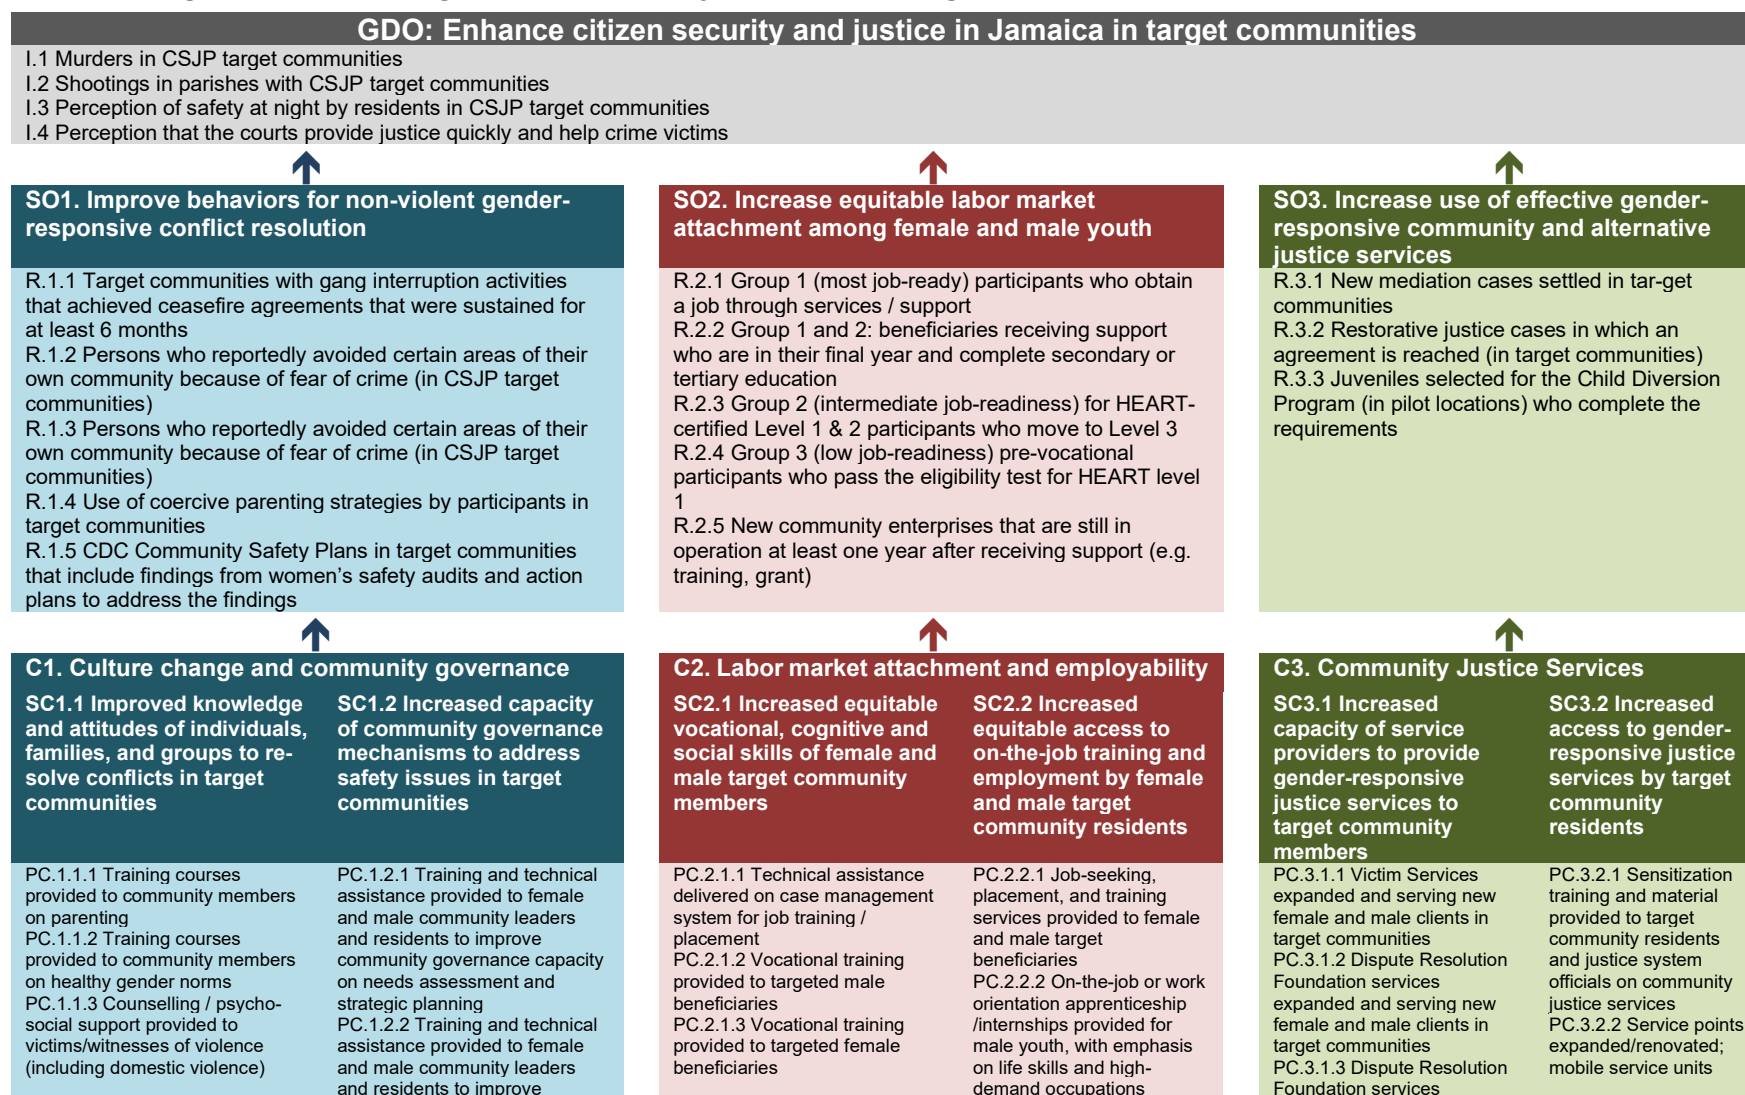 GDO: Enhance citizen security and justice in Jamaica in target communities
I.1 Murders in CSJP target communities
I.2 Shootings in parishes with CSJP target communities
I.3 Perception of safety at night by residents in CSJP target communities
I.4 Perception that the courts provide justice quickly and help crime victims
SO1. Improve behaviors for non-violent gender-
responsive conflict resolution
R.1.1 Target communities with gang interruption activities
that achieved ceasefire agreements that were sustained for
at least 6 months
R.1.2 Persons who reportedly avoided certain areas of their
own community because of fear of crime (in CSJP target
communities)
R.1.3 Persons who reportedly avoided certain areas of their
own community because of fear of crime (in CSJP target
communities)
R.1.4 Use of coercive parenting strategies by participants in
target communities
R.1.5 CDC Community Safety Plans in target communities
that include findings from women's safety audits and action
plans to address the findings
SO2. Increase equitable labor market
attachment among female and male youth
R.2.1 Group 1 (most job-ready) participants who obtain
a job through services / support
R.2.2 Group 1 and 2: beneficiaries receiving support
who are in their final year and complete secondary or
tertiary education
R.2.3 Group 2 (intermediate job-readiness) for HEART-
certified Level 1 & 2 participants who move to Level 3
R.2.4 Group 3 (low job-readiness) pre-vocational
participants who pass the eligibility test for HEART level
1
R.2.5 New community enterprises that are still in
operation at least one year after receiving support (e.g.
training, grant)
SO3. Increase use of effective gender-
responsive community and alternative
justice services
R.3.1 New mediation cases settled in tar-get
communities
R.3.2 Restorative justice cases in which an
agreement is reached (in target communities)
R.3.3 Juveniles selected for the Child Diversion
Program (in pilot locations) who complete the
requirements
C1. Culture change and community governance
SC1.1 Improved knowledge
and attitudes of individuals,
families, and groups to re-
solve conflicts in target
communities
SC1.2 Increased capacity
of community governance
mechanisms to address
safety issues in target
communities
PC.1.1.1 Training courses
provided to community members
on parenting
PC.1.1.2 Training courses
provided to community members
on healthy gender norms
PC.1.1.3 Counselling / psycho-
social support provided to
victims/witnesses of violence
(including domestic violence)
PC.1.2.1 Training and technical
assistance provided to female
and male community leaders
and residents to improve
community governance capacity
on needs assessment and
strategic planning
PC.1.2.2 Training and technical
assistance provided to female
and male community leaders
and residents to improve
C2. Labor market attachment and employability
SC2.1 Increased equitable
vocational, cognitive and
social skills of female and
male target community
members
SC2.2 Increased
equitable access to
on-the-job training and
employment by female
and male target
community residents
PC.2.1.1 Technical assistance
delivered on case management
system for job training /
placement
PC.2.1.2 Vocational training
provided to targeted male
beneficiaries
PC.2.1.3 Vocational training
provided to targeted female
beneficiaries
PC.2.2.1 Job-seeking,
placement, and training
services provided to female
and male target
beneficiaries
PC.2.2.2 On-the-job or work
orientation apprenticeship
/internships provided for
male youth, with emphasis
on life skills and high-
demand occupations
C3. Community Justice Services
SC3.1 Increased
capacity of service
providers to provide
gender-responsive
justice services to
target community
members
SC3.2 Increased
access to gender-
responsive justice
services by target
community
residents
PC.3.1.1 Victim Services
expanded and serving new
female and male clients in
target communities
PC.3.1.2 Dispute Resolution
Foundation services
expanded and serving new
female and male clients in
target communities
PC.3.1.3 Dispute Resolution
Foundation services
PC.3.2.1 Sensitization
training and material
provided to target
community residents
and justice system
officials on community
justice services
PC.3.2.2 Service points
expanded/renovated;
mobile service units